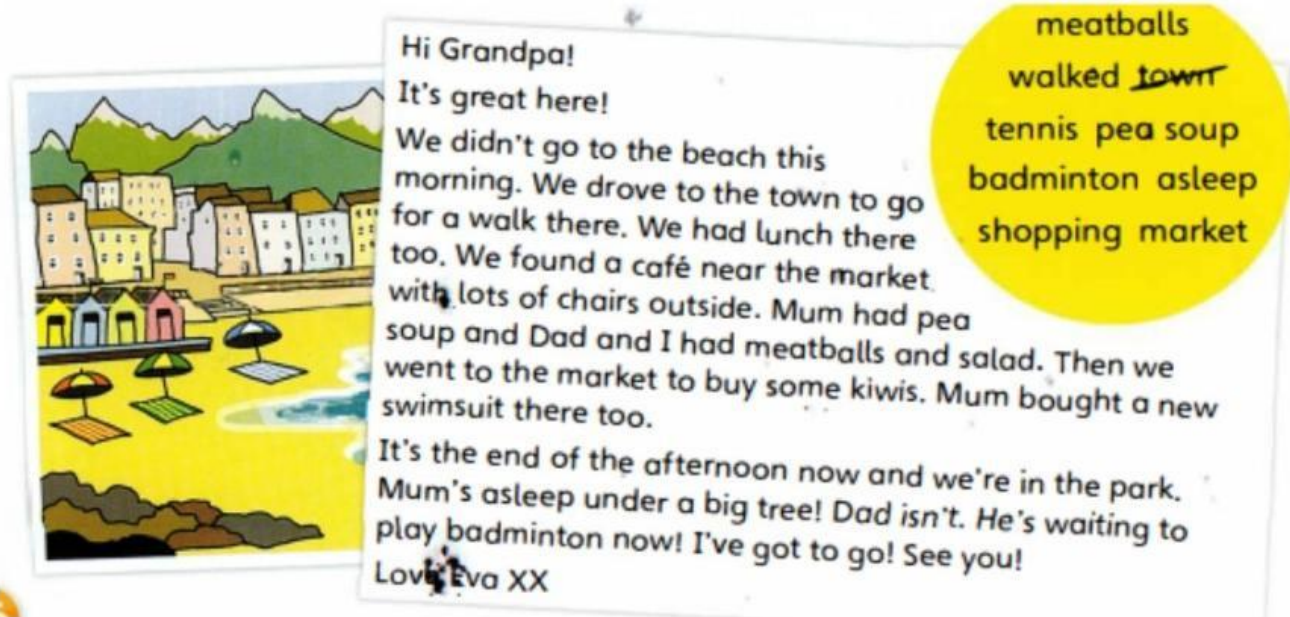 Hi Grandpa!
It's great here!
We didn't go to the beach this
morning. We drove to the town to go
for a walk there. We had lunch there
too. We found a café near the market
with lots of chairs outside. Mum had pea
soup and Dad and I had meatballs and salad. Then we
went to the market to buy some kiwis. Mum bought a new
swimsuit there too.
It's the end of the afternoon now and we're in the park.
Mum's asleep under a big tree! Dad isn't. He's waiting to
play badminton now! I've got to go! See you!
Love Eva XX
meatballs
walked town
tennis pea soup
badminton asleep
shopping market